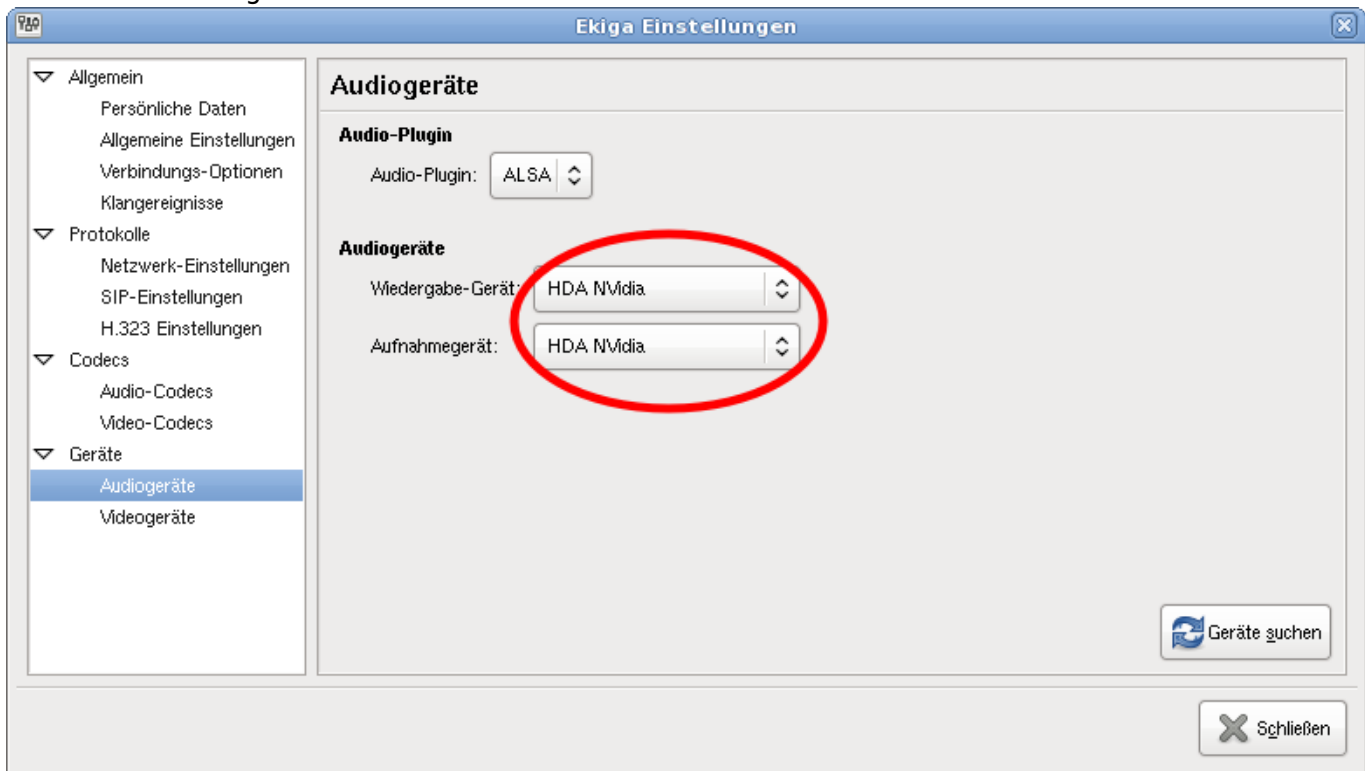 Ekiga Einstellungen
Allgemein
Persönliche Daten
Allgemeine Einstellungen
Verbindungs-Optionen
Klangereignisse
Protokolle
Netzwerk-Einstellungen
SIP-Einstellungen
H.323 Einstellungen
Codecs
Audio-Codecs
Video-Codecs
Geräte
Audiogeräte
Videogeräte
Audiogeräte
Audio-Plugin
Audio-Plugin: ALSA
Audiogeräte
Wiedergabe-Gerät: HDA NVidia
Aufnahmegerät: HDA NVidia
Geräte suchen
Schließen